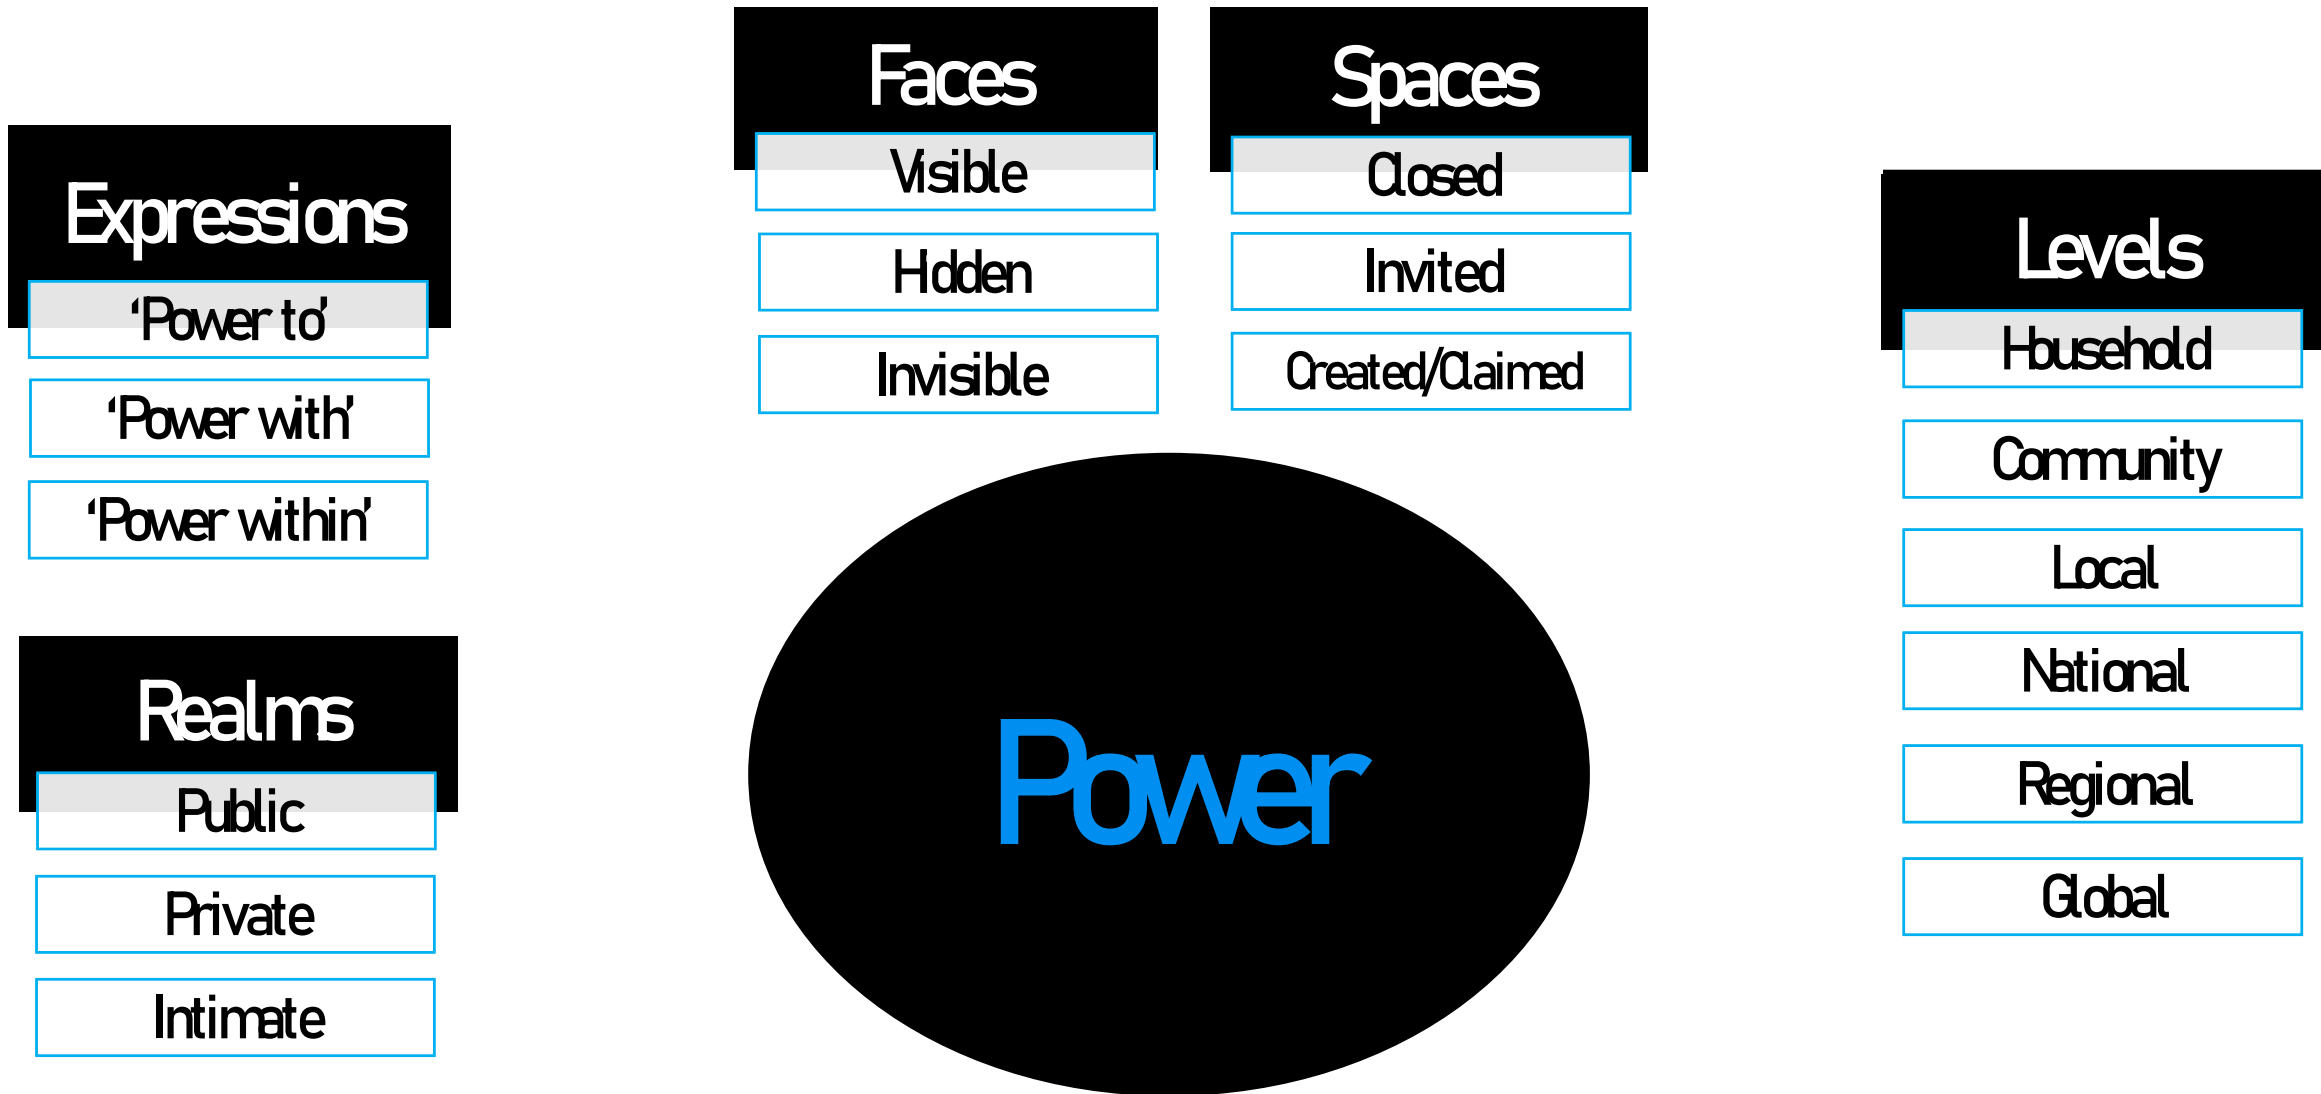 Expressions
‘Power to’
‘Power with’
‘Power within’
Realms
Public
Private
Intimate
Faces
Visible
Hidden
Invisible
Spaces
Closed
Invited
Created/Claimed
Power
Levels
Household
Community
Local
National
Regional
Global